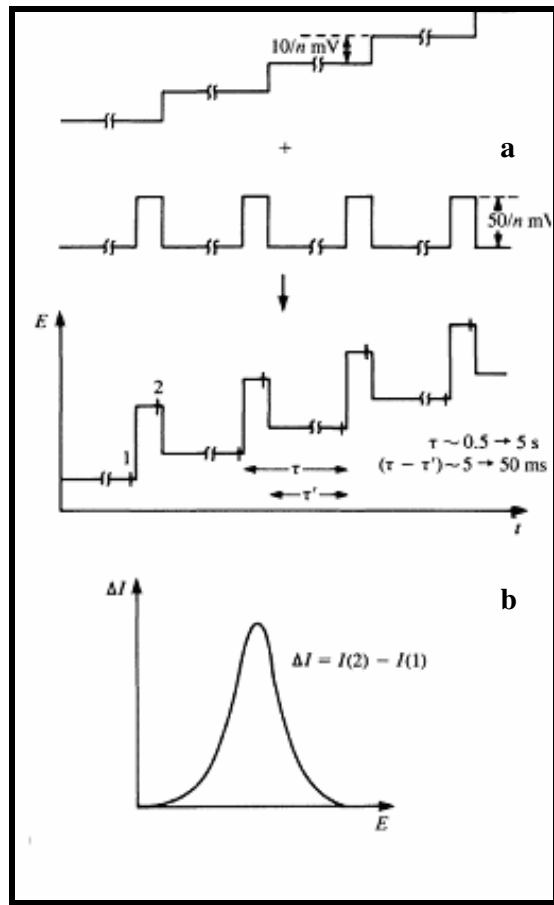 10/n mV
a
+
50/n mV
E
2
1
τ
τ'
τ ~ 0.5 → 5 s
(τ − τ') ~ 5 → 50 ms
t
b
ΔI
ΔI = I(2) − I(1)
E